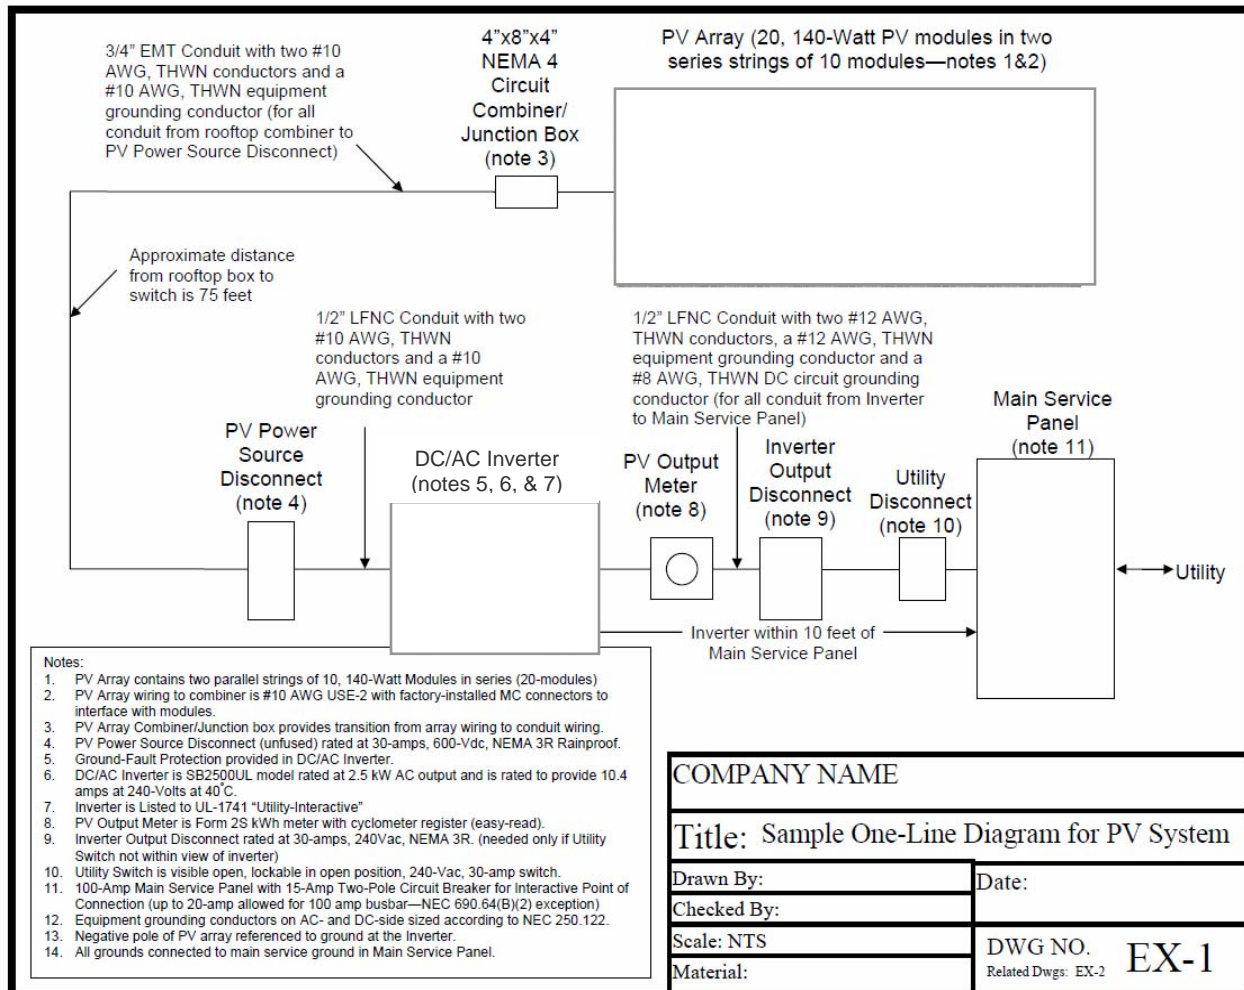 3/4” EMT Conduit with two #10
AWG, THWN conductors and a
#10 AWG, THWN equipment
grounding conductor (for all
conduit from rooftop combiner to
PV Power Source Disconnect)
4”x8”x4”
NEMA 4
Circuit
Combiner/
Junction Box
(note 3)
PV Array (20, 140-Watt PV modules in two
series strings of 10 modules—notes 1&2)
Approximate distance
from rooftop box to
switch is 75 feet
1/2” LFNC Conduit with two
#10 AWG, THWN
conductors and a #10
AWG, THWN equipment
grounding conductor
1/2” LFNC Conduit with two #12 AWG,
THWN conductors, a #12 AWG, THWN
equipment grounding conductor and a
#8 AWG, THWN DC circuit grounding
conductor (for all conduit from Inverter
to Main Service Panel)
PV Power
Source
Disconnect
(note 4)
DC/AC Inverter
(notes 5, 6, & 7)
PV Output
Meter
(note 8)
Inverter
Output
Disconnect
(note 9)
Utility
Disconnect
(note 10)
Main Service
Panel
(note 11)
Utility
Inverter within 10 feet of
Main Service Panel
Notes:
1. PV Array contains two parallel strings of 10, 140-Watt Modules in series (20-modules)
2. PV Array wiring to combiner is #10 AWG USE-2 with factory-installed MC connectors to
interface with modules.
3. PV Array Combiner/Junction box provides transition from array wiring to conduit wiring.
4. PV Power Source Disconnect (unfused) rated at 30-amps, 600-Vdc, NEMA 3R Rainproof.
5. Ground-Fault Protection provided in DC/AC Inverter.
6. DC/AC Inverter is SB2500UL model rated at 2.5 kW AC output and is rated to provide 10.4
amps at 240-Volts at 40°C.
7. Inverter is Listed to UL-1741 “Utility-Interactive”
8. PV Output Meter is Form 2S kWh meter with cyclometer register (easy-read).
9. Inverter Output Disconnect rated at 30-amps, 240Vac, NEMA 3R. (needed only if Utility
Switch not within view of inverter)
10. Utility Switch is visible open, lockable in open position, 240-Vac, 30-amp switch.
11. 100-Amp Main Service Panel with 15-Amp Two-Pole Circuit Breaker for Interactive Point of
Connection (up to 20-amp allowed for 100 amp busbar—NEC 690.64(B)(2) exception)
12. Equipment grounding conductors on AC- and DC-side sized according to NEC 250.122.
13. Negative pole of PV array referenced to ground at the Inverter.
14. All grounds connected to main service ground in Main Service Panel.
COMPANY NAME
Title: Sample One-Line Diagram for PV System
Drawn By:
Date:
Checked By:
Scale: NTS
Material:
DWG NO. EX-1
Related Dwgs: EX-2